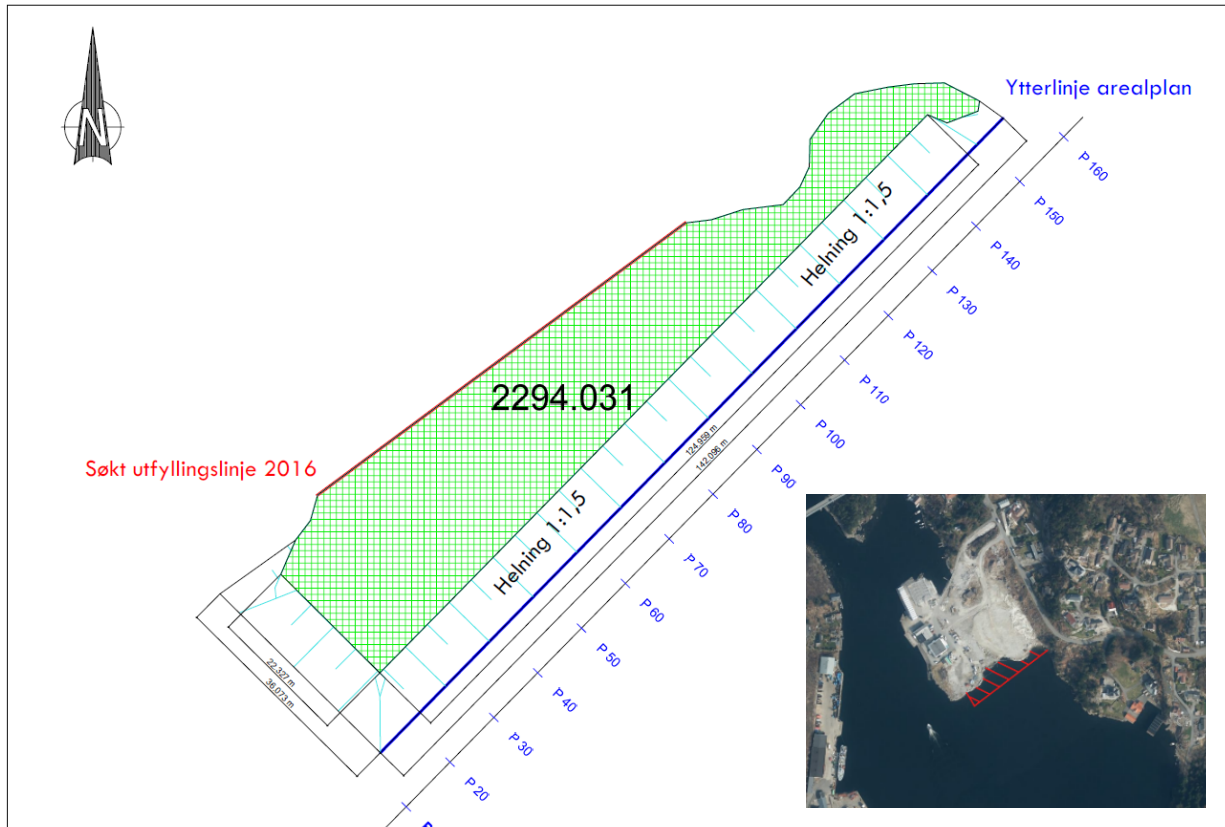 N
Ytterlinje arealplan
P 160
P 150
P 140
P 130
P 120
P 110
P 100
P 90
P 80
P 70
P 60
P 50
P 40
P 30
P 20
Helning 1:1,5
2294.031
124.959 m
142.096 m
Søkt utfyllingslinje 2016
Helning 1:1,5
22.327 m
36.073 m